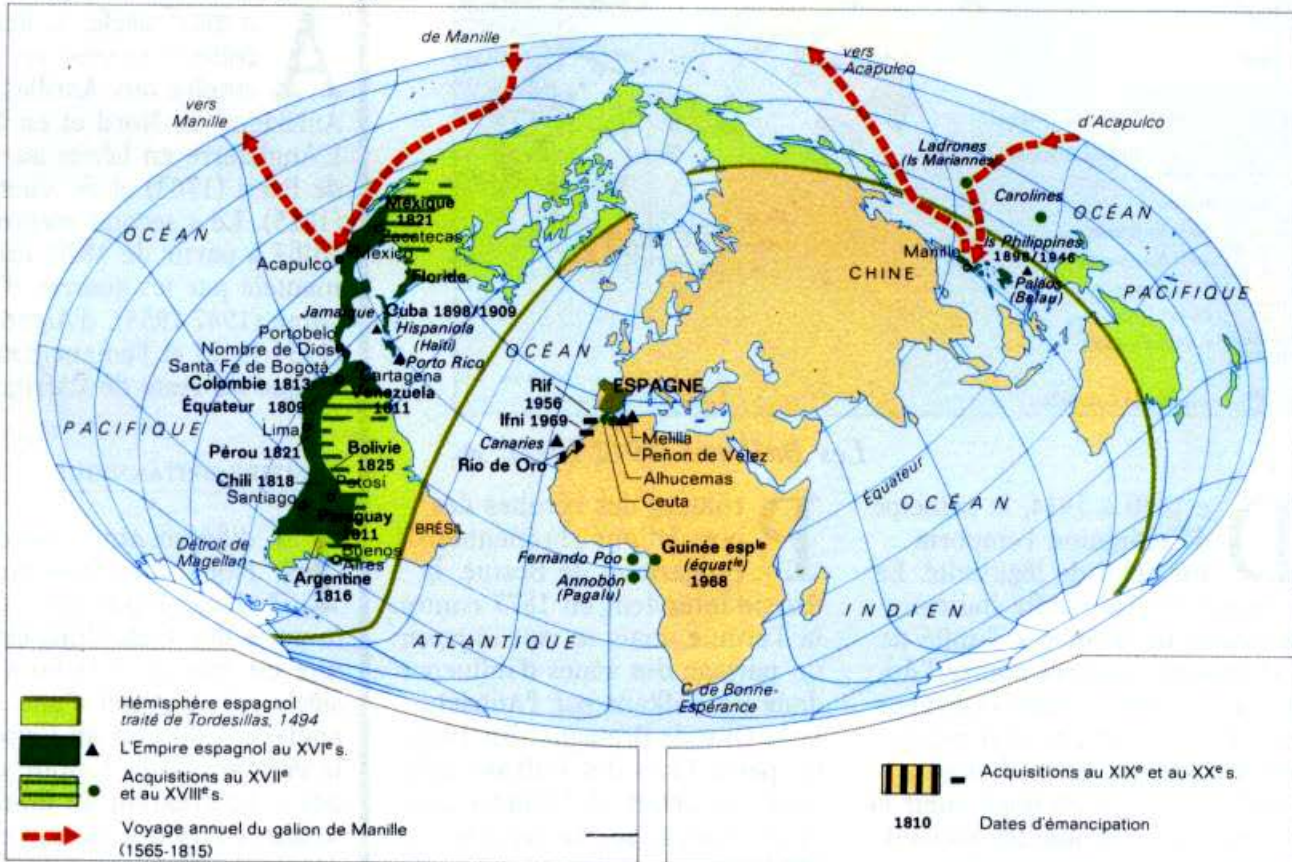 de Manille
vers
Acapulco
vers
Manille
d'Acapulco
Ladrones
(Is Mariannes)
Carolines
OCÉAN
OCÉAN
Mexique
1821
Zacatecas
Mexico
Acapulco
Floride
Manille
Is Philippines
1898/1946
CHINE
Palaos
(Belau)
PACIFIQUE
Jamaïque
Cuba 1898/1909
Hispaniola
(Haïti)
Porto Rico
Portobelo
Nombre de Dios
Santa Fe de Bogotá
Cartagena
Colombie 1813
Venezuela
1811
Équateur 1809
Lima
PACIFIQUE
Pérou 1821
Bolivie
1825
Chili 1818
Potosi
Santiago
Paraguay
1811
BRÉSIL
Détroit de
Magellan
Buenos
Aires
Argentine
1816
OCÉAN
ATLANTIQUE
ESPAGNE
Rif
1956
Ifni 1969
Canaries
Rio de Oro
Melilla
Peñon de Vélez
Alhucemas
Ceuta
Fernando Poo
Annobón
(Pagalu)
Guinée esple
(équatle)
1968
Équateur
OCÉAN
INDIEN
C. de Bonne-
Espérance
Hémisphère espagnol
traité de Tordesillas, 1494
L'Empire espagnol au XVIe s.
Acquisitions au XVIIe
et au XVIIIe s.
Voyage annuel du galion de Manille
(1565-1815)
Acquisitions au XIXe et au XXe s.
1810 Dates d'émancipation